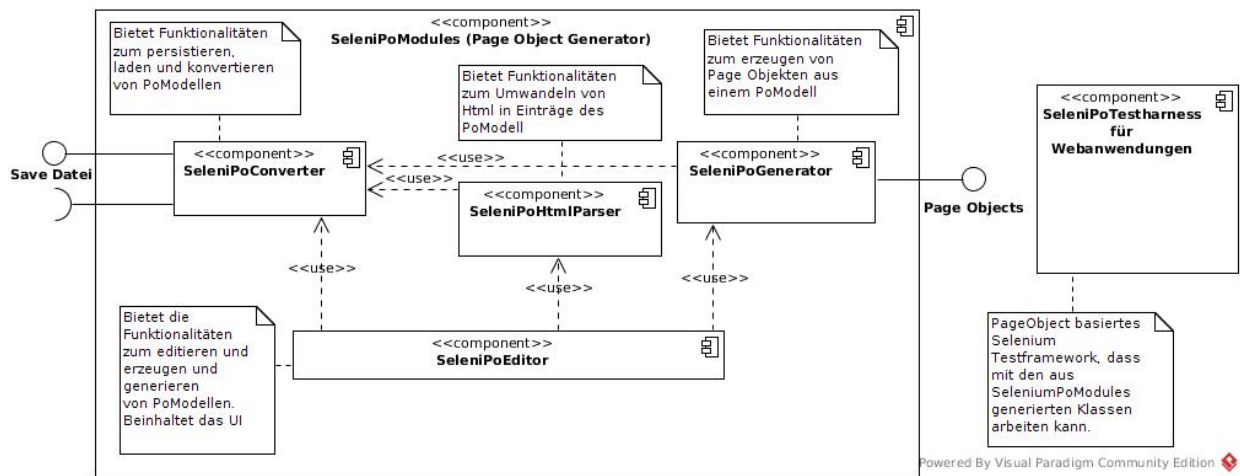 <<component>>
SeleniPoModules (Page Object Generator)
Bietet Funktionalitäten
zum persistieren,
laden und konvertieren
von PoModellen
Bietet Funktionalitäten
zum Umwandeln von
Html in Einträge des
PoModell
Bietet Funktionalitäten
zum erzeugen von
Page Objekten aus
einem PoModell
<<component>>
SeleniPoTestharness
für
Webanwendungen
Save Datei
<<component>>
SeleniPoConverter
<<use>>
<<use>>
<<component>>
SeleniPoHtmlParser
<<component>>
SeleniPoGenerator
Page Objects
<<use>>
<<use>>
<<use>>
Bietet die
Funktionalitäten
zum editieren und
erzeugen und
generieren
von PoModellen.
Beinhaltet das UI
<<component>>
SeleniPoEditor
PageObject basiertes
Selenium
Testframework, dass
mit den aus
SeleniumPoModules
generierten Klassen
arbeiten kann.
Powered By Visual Paradigm Community Edition